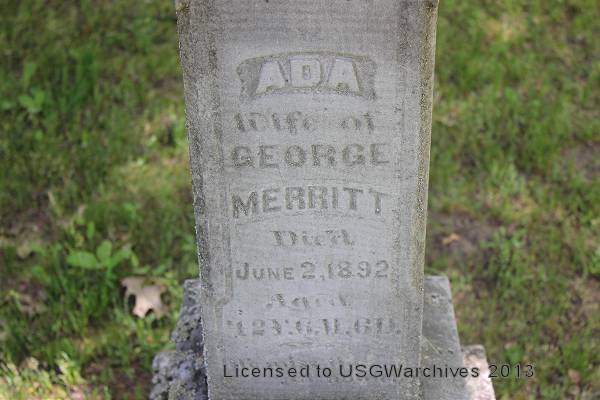 ADA
Wife of
GEORGE
MERRITT
Died
JUNE 2, 1892
Aged
Licensed to USGWarchives 2013